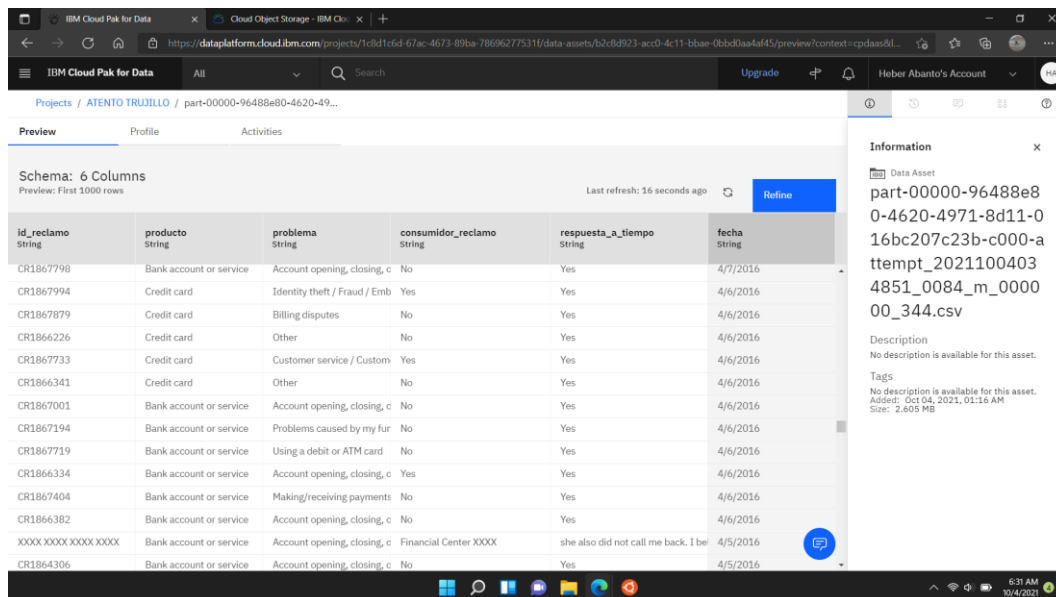 IBM Cloud Pak for Data
Cloud Object Storage - IBM Clo
https://dataplatform.cloud.ibm.com/projects/1c8d1c6d-67ac-4673-89ba-78696277531f/data-assets/b2c8d923-acc0-4c11-bbae-0bbd0aa4af45/preview?context=cpdaas&l...
IBM Cloud Pak for Data All Search Upgrade Heber Abanto's Account HA
Projects / ATENTO TRUJILLO / part-00000-96488e80-4620-49...
Preview Profile Activities
Schema: 6 Columns
Preview: First 1000 rows
Last refresh: 16 seconds ago
Refine
id_reclamo producto problema consumidor_reclamo respuesta_a_tiempo fecha
String String String String String String
CR1867798 Bank account or service Account opening, closing, c No Yes 4/7/2016
CR1867994 Credit card Identity theft / Fraud / Emb Yes Yes 4/6/2016
CR1867879 Credit card Billing disputes No Yes 4/6/2016
CR1866226 Credit card Other No Yes 4/6/2016
CR1867733 Credit card Customer service / Custom Yes Yes 4/6/2016
CR1866341 Credit card Other No Yes 4/6/2016
CR1867001 Bank account or service Account opening, closing, c No Yes 4/6/2016
CR1867194 Bank account or service Problems caused by my fur No Yes 4/6/2016
CR1867719 Bank account or service Using a debit or ATM card No Yes 4/6/2016
CR1866334 Bank account or service Account opening, closing, c Yes Yes 4/6/2016
CR1867404 Bank account or service Making/receiving payments No Yes 4/6/2016
CR1866382 Bank account or service Account opening, closing, c No Yes 4/6/2016
XXXX XXXX XXXX XXXX Bank account or service Account opening, closing, c Financial Center XXXX she also did not call me back. I bel 4/5/2016
CR1864306 Bank account or service Account opening, closing, c No Yes 4/5/2016
Information
Data Asset
part-00000-96488e8
0-4620-4971-8d11-0
16bc207c23b-c000-a
ttempt_2021100403
4851_0084_m_0000
00_344.csv
Description
No description is available for this asset.
Tags
No description is available for this asset.
Added: Oct 04, 2021, 01:16 AM
Size: 2.605 MB
6:31 AM
10/4/2021